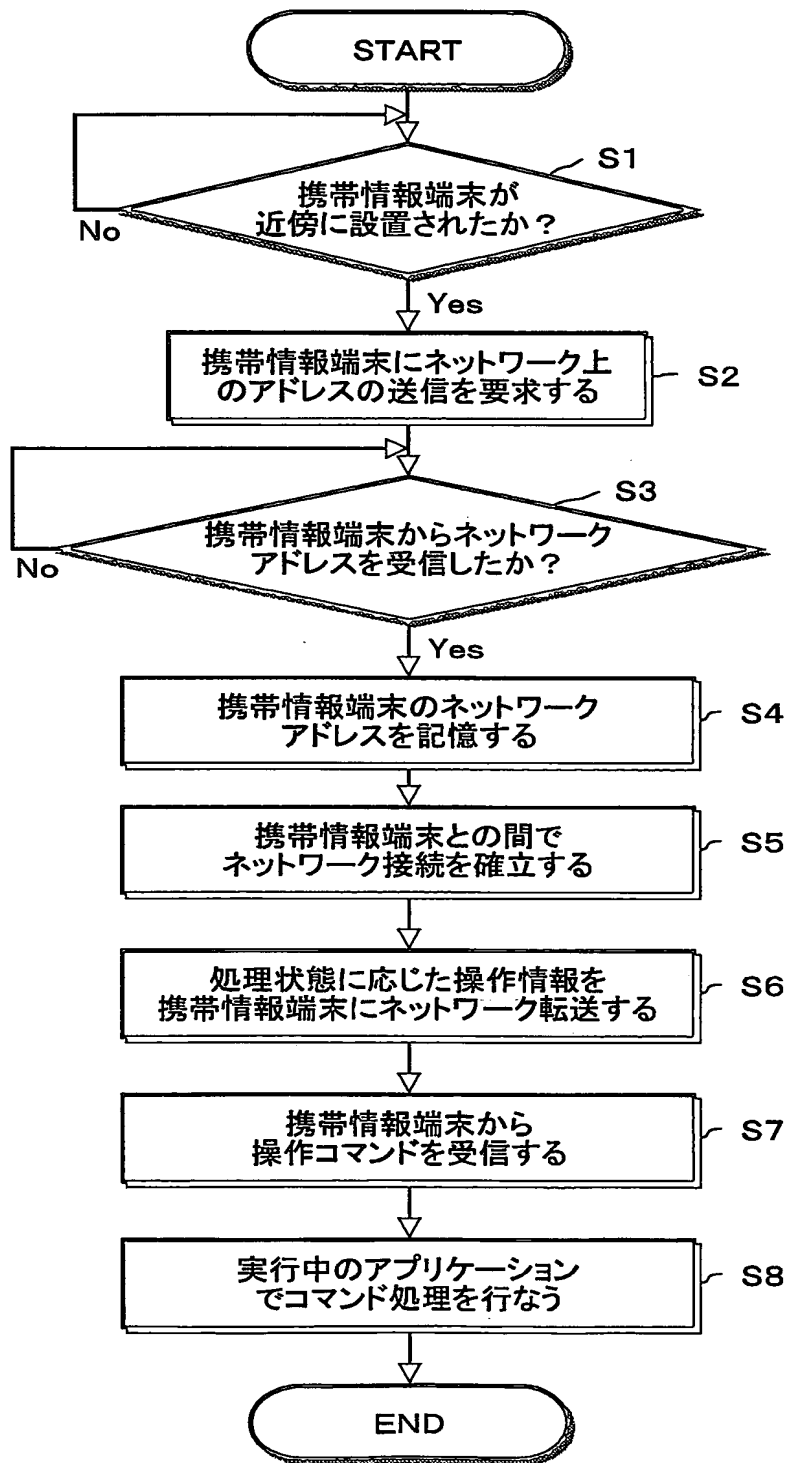 START
S1
携帯情報端末が
近傍に設置されたか?
No
Yes
携帯情報端末にネットワーク上
のアドレスの送信を要求する
S2
S3
携帯情報端末からネットワーク
アドレスを受信したか?
No
Yes
携帯情報端末のネットワーク
アドレスを記憶する
S4
携帯情報端末との間で
ネットワーク接続を確立する
S5
処理状態に応じた操作情報を
携帯情報端末にネットワーク転送する
S6
携帯情報端末から
操作コマンドを受信する
S7
実行中のアプリケーション
でコマンド処理を行なう
S8
END